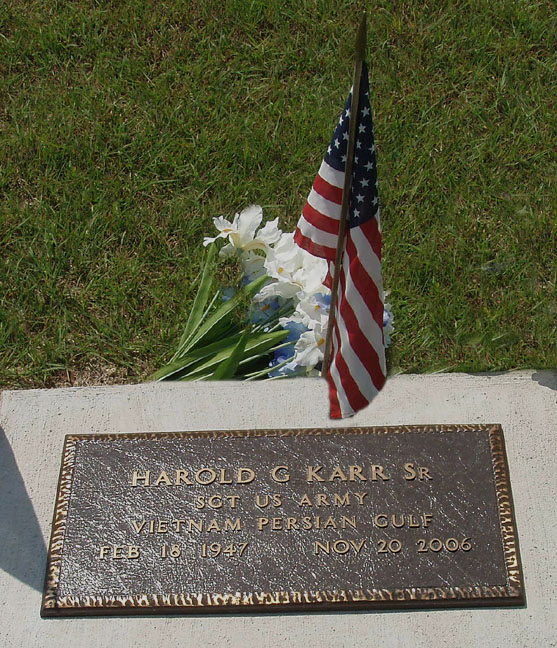 HAROLD G KARR SR
SGT US ARMY
VIETNAM PERSIAN GULF
FEB 18 1947 NOV 20 2006